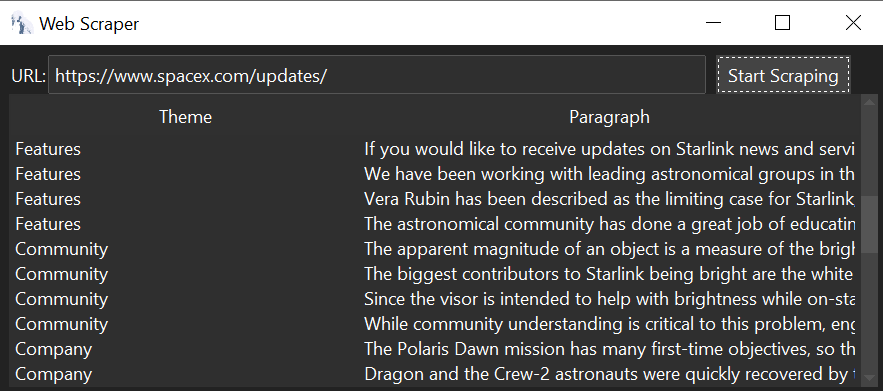 Web Scraper
URL: https://www.spacex.com/updates/ Start Scraping
Theme Paragraph
Features If you would like to receive updates on Starlink news and servi
Features We have been working with leading astronomical groups in th
Features Vera Rubin has been described as the limiting case for Starlink
Features The astronomical community has done a great job of educatin
Community The apparent magnitude of an object is a measure of the brigh
Community The biggest contributors to Starlink being bright are the white
Community Since the visor is intended to help with brightness while on-sta
Community While community understanding is critical to this problem, eng
Company The Polaris Dawn mission has many first-time objectives, so th
Company Dragon and the Crew-2 astronauts were quickly recovered by